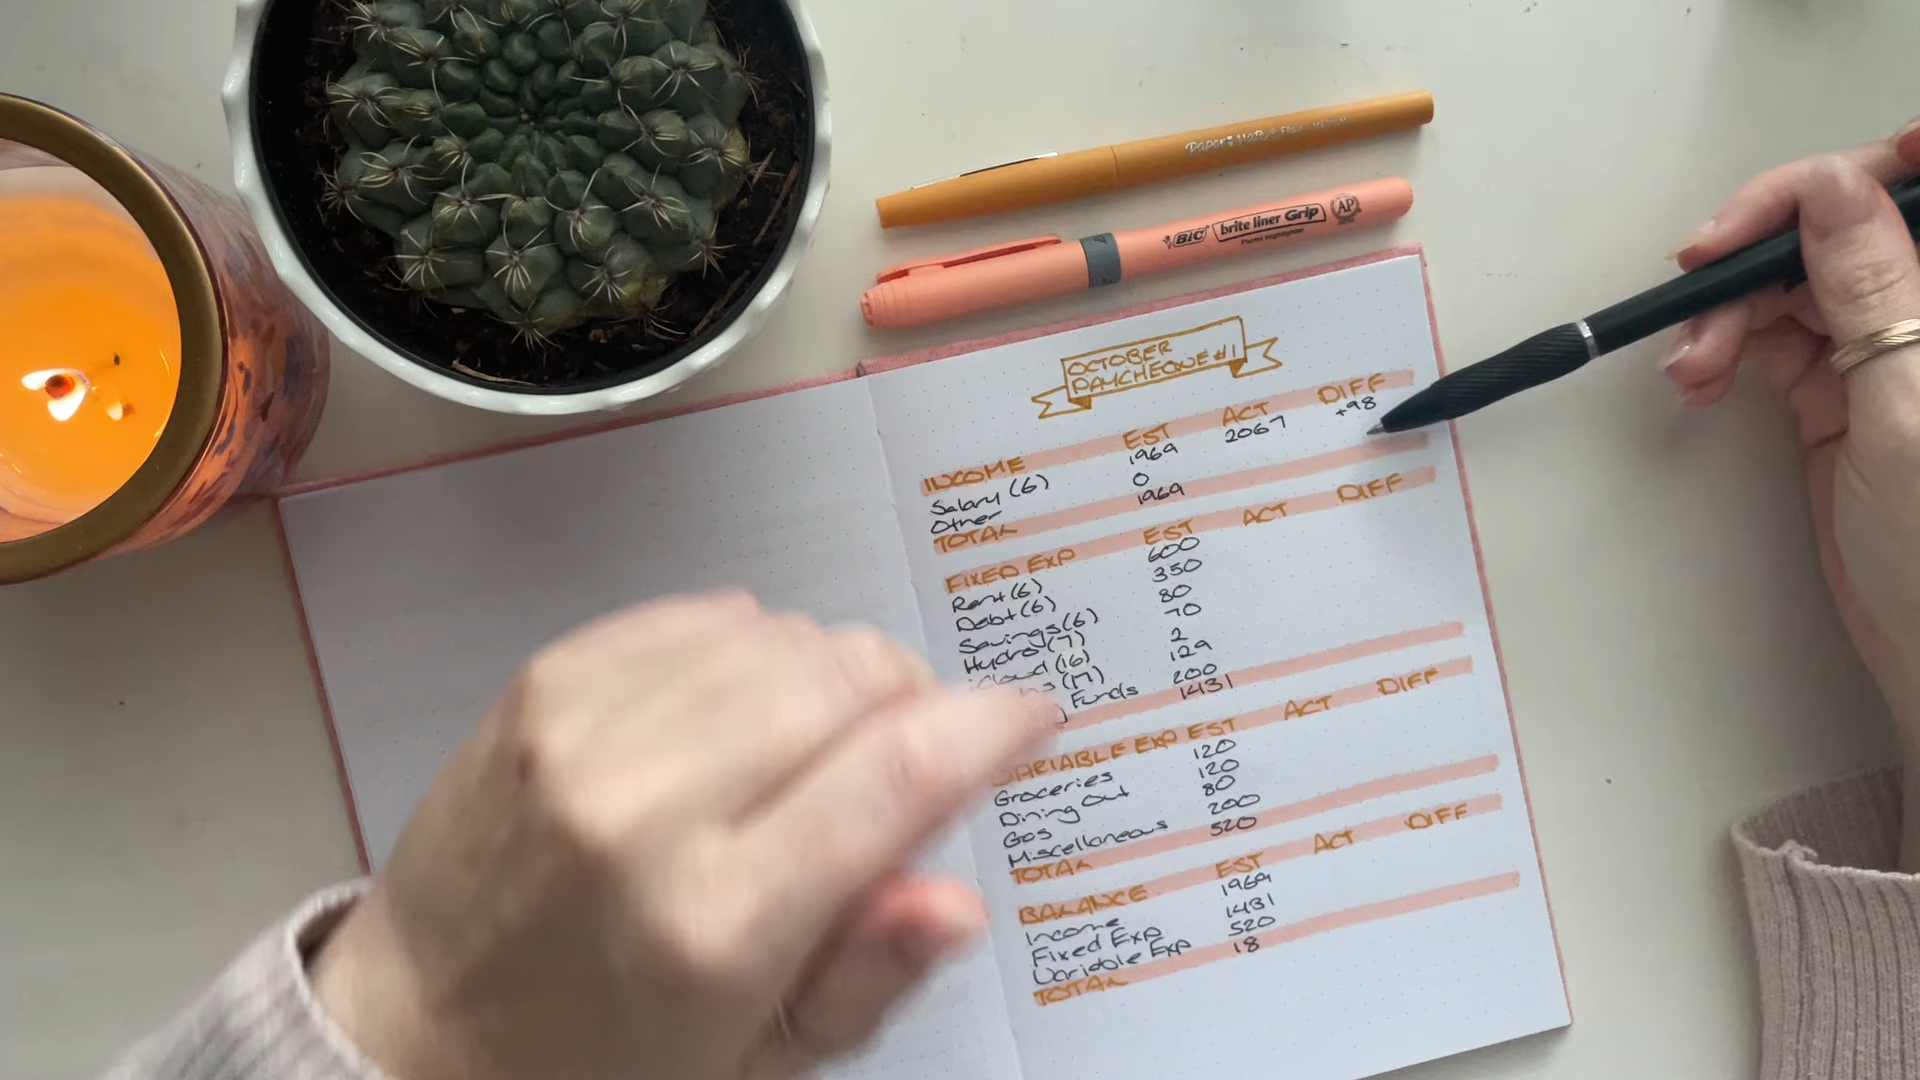 Paper Mate Flair MEDIUM
BIC brite liner Grip AP
OCTOBER
PAYCHEQUE #1
INCOME EST ACT DIFF
Salary (6) 1969 2067 +98
Other 0
TOTAL 1969
FIXED EXP EST ACT DIFF
Rent (6) 600
Debt (6) 350
Savings (6) 80
Hydro (7) 70
iCloud (16) 2
(17) 129
Funds 200
1431
VARIABLE EXP EST ACT DIFF
Groceries 120
Dining Out 120
Gas 80
Miscellaneous 200
TOTAL 520
BALANCE EST ACT DIFF
Income 1969
Fixed Exp 1431
Variable Exp 520
TOTAL 18